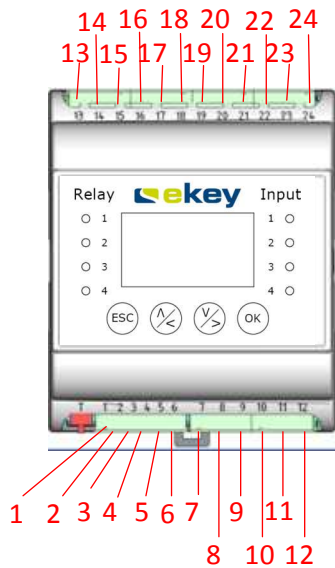 14 16 18 20 22 24
13 15 17 19 21 23
13 14 15 16 17 18 19 20 21 22 23 24
Relay ekey Input
1 1
2 2
3 3
4 4
ESC Λ/< V/> OK
T 1 2 3 4 5 6 7 8 9 10 11 12
1 2 3 4 5 6 7 9 11
8 10 12